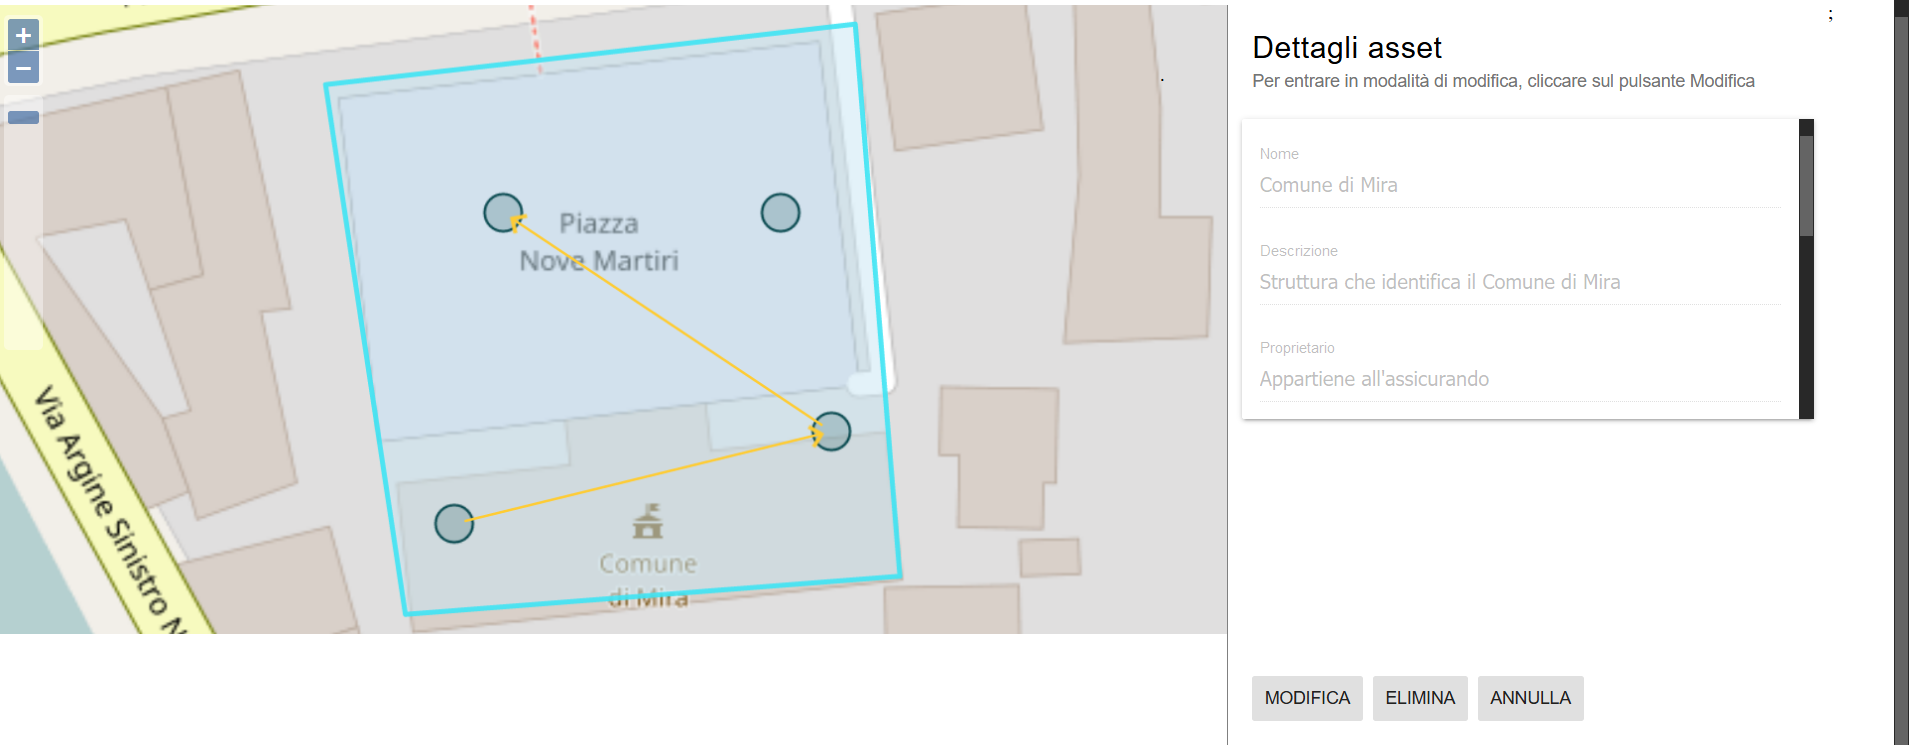 +
−
Piazza
Nove Martiri
Via Argine Sinistro N
Comune
di Mira
.
;
Dettagli asset
Per entrare in modalità di modifica, cliccare sul pulsante Modifica
Nome
Comune di Mira
Descrizione
Struttura che identifica il Comune di Mira
Proprietario
Appartiene all'assicurando
MODIFICA
ELIMINA
ANNULLA